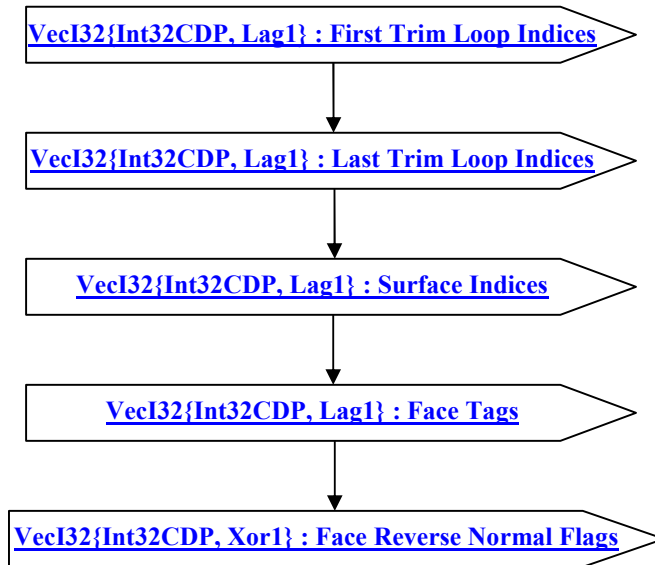 VecI32{Int32CDP, Lag1} : First Trim Loop Indices
VecI32{Int32CDP, Lag1} : Last Trim Loop Indices
VecI32{Int32CDP, Lag1} : Surface Indices
VecI32{Int32CDP, Lag1} : Face Tags
VecI32{Int32CDP, Xor1} : Face Reverse Normal Flags